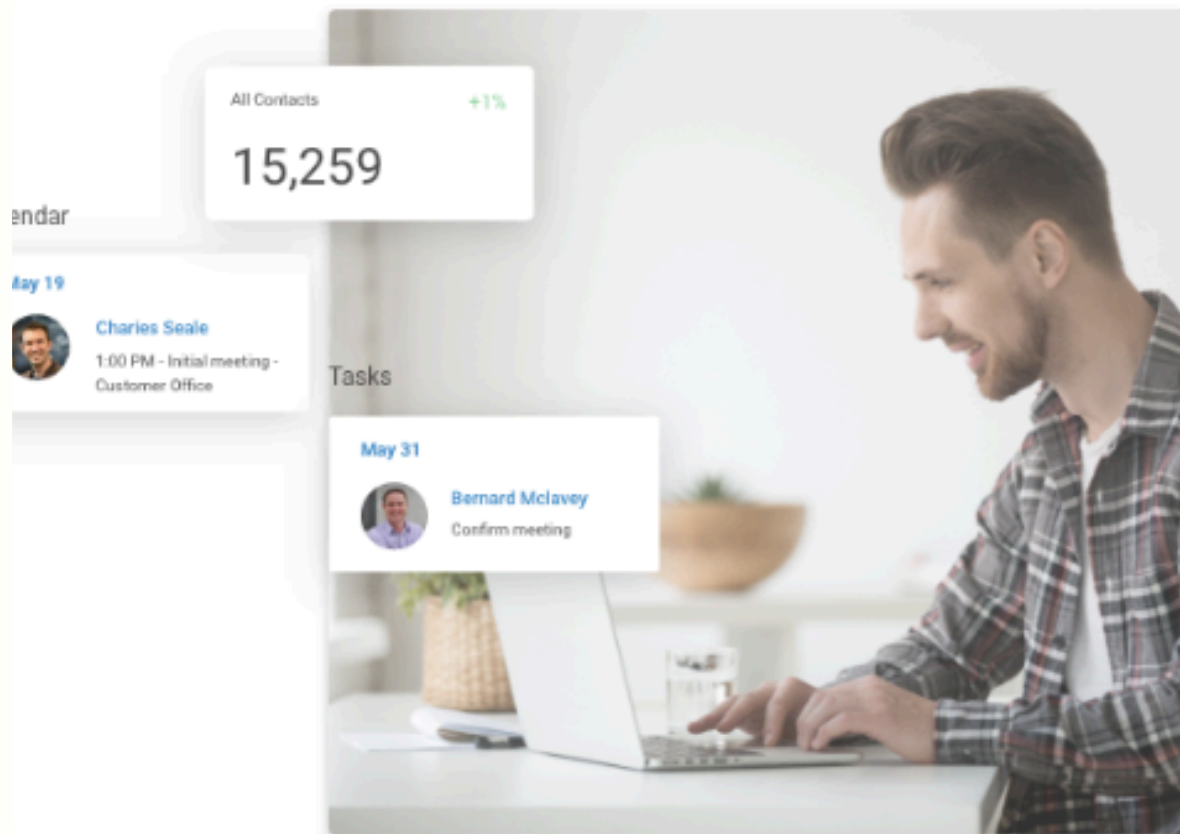 All Contacts
+1%
15,259
endar
May 19
Charies Seale
1:00 PM - Initial meeting -
Customer Office
Tasks
May 31
Bernard Mclavey
Confirm meeting